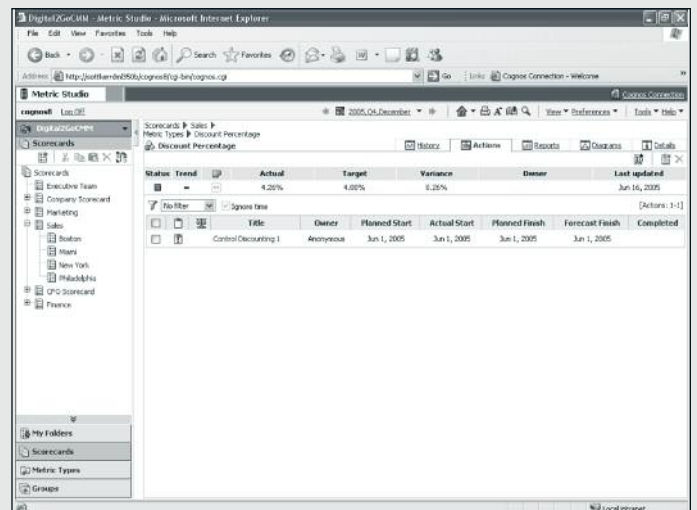 Digital2GoCMM - Metric Studio - Microsoft Internet Explorer
File Edit View Favorites Tools Help
Back Search Favorites
Address cgi-bin/cognos.cgi Go Links Cognos Connection - Welcome
Metric Studio Cognos Connection
cognos8 Log Off 2005, Q4, December View Preferences Tools Help
Digital2GoCMM
Scorecards
Scorecards
Executive Team
Company Scorecard
Marketing
Sales
Boston
Miami
New York
Philadelphia
CFO Scorecard
Finance
My Folders
Scorecards
Metric Types
Groups
Scorecards Sales
Metric Types Discount Percentage
Discount Percentage History Actions Reports Diagrams Details
Status Trend Actual Target Variance Owner Last updated
4.26% 4.00% 0.26% Jun 16, 2005
No filter Ignore time [Actions: 1-1]
Title Owner Planned Start Actual Start Planned Finish Forecast Finish Completed
Control Discounting 1 Anonymous Jun 1, 2005 Jun 1, 2005 Jun 1, 2005 Jun 1, 2005
Local intranet